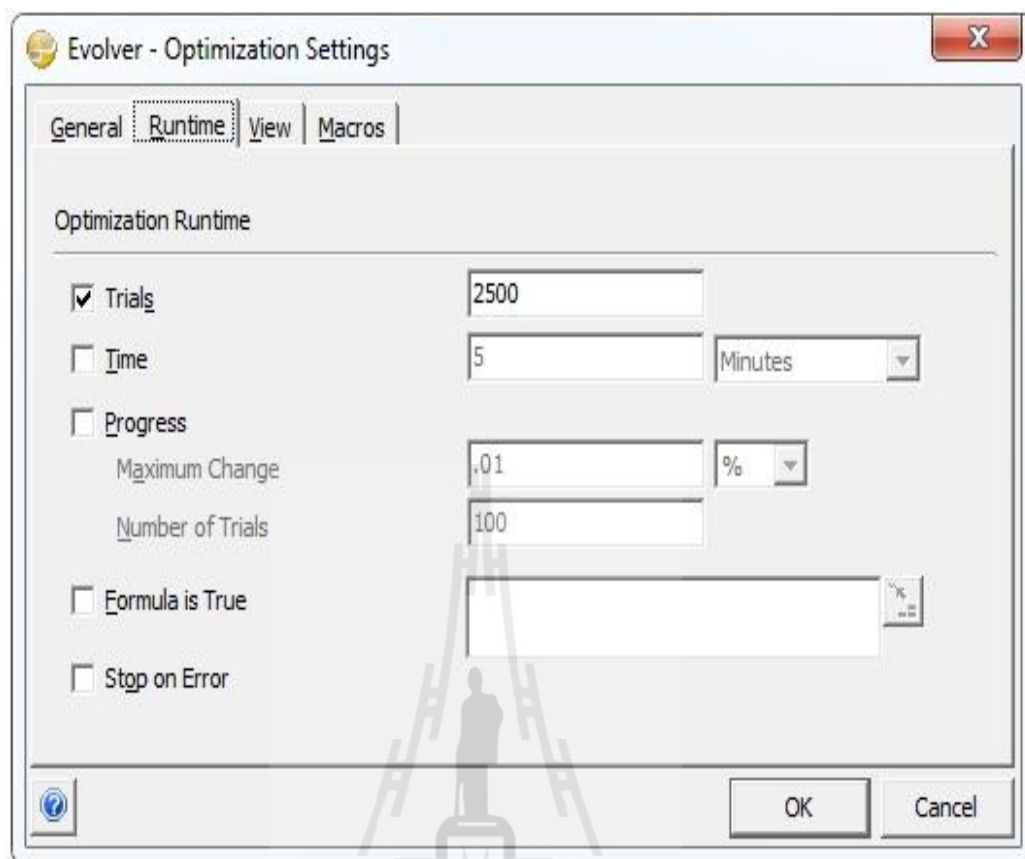 Evolver - Optimization Settings
X
General Runtime View Macros
Optimization Runtime
Trials 2500
Time 5 Minutes
Progress
Maximum Change .01 %
Number of Trials 100
Formula is True
Stop on Error
? OK Cancel